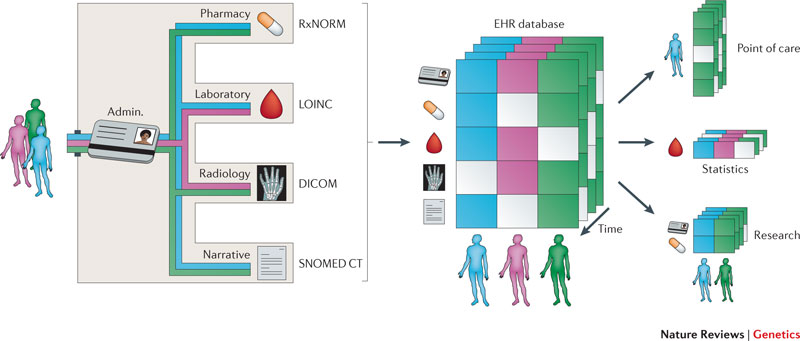 Pharmacy
RxNORM
Admin.
Laboratory
LOINC
Radiology
DICOM
Narrative
SNOMED CT
EHR database
Time
Point of care
Statistics
Research
Nature Reviews | Genetics